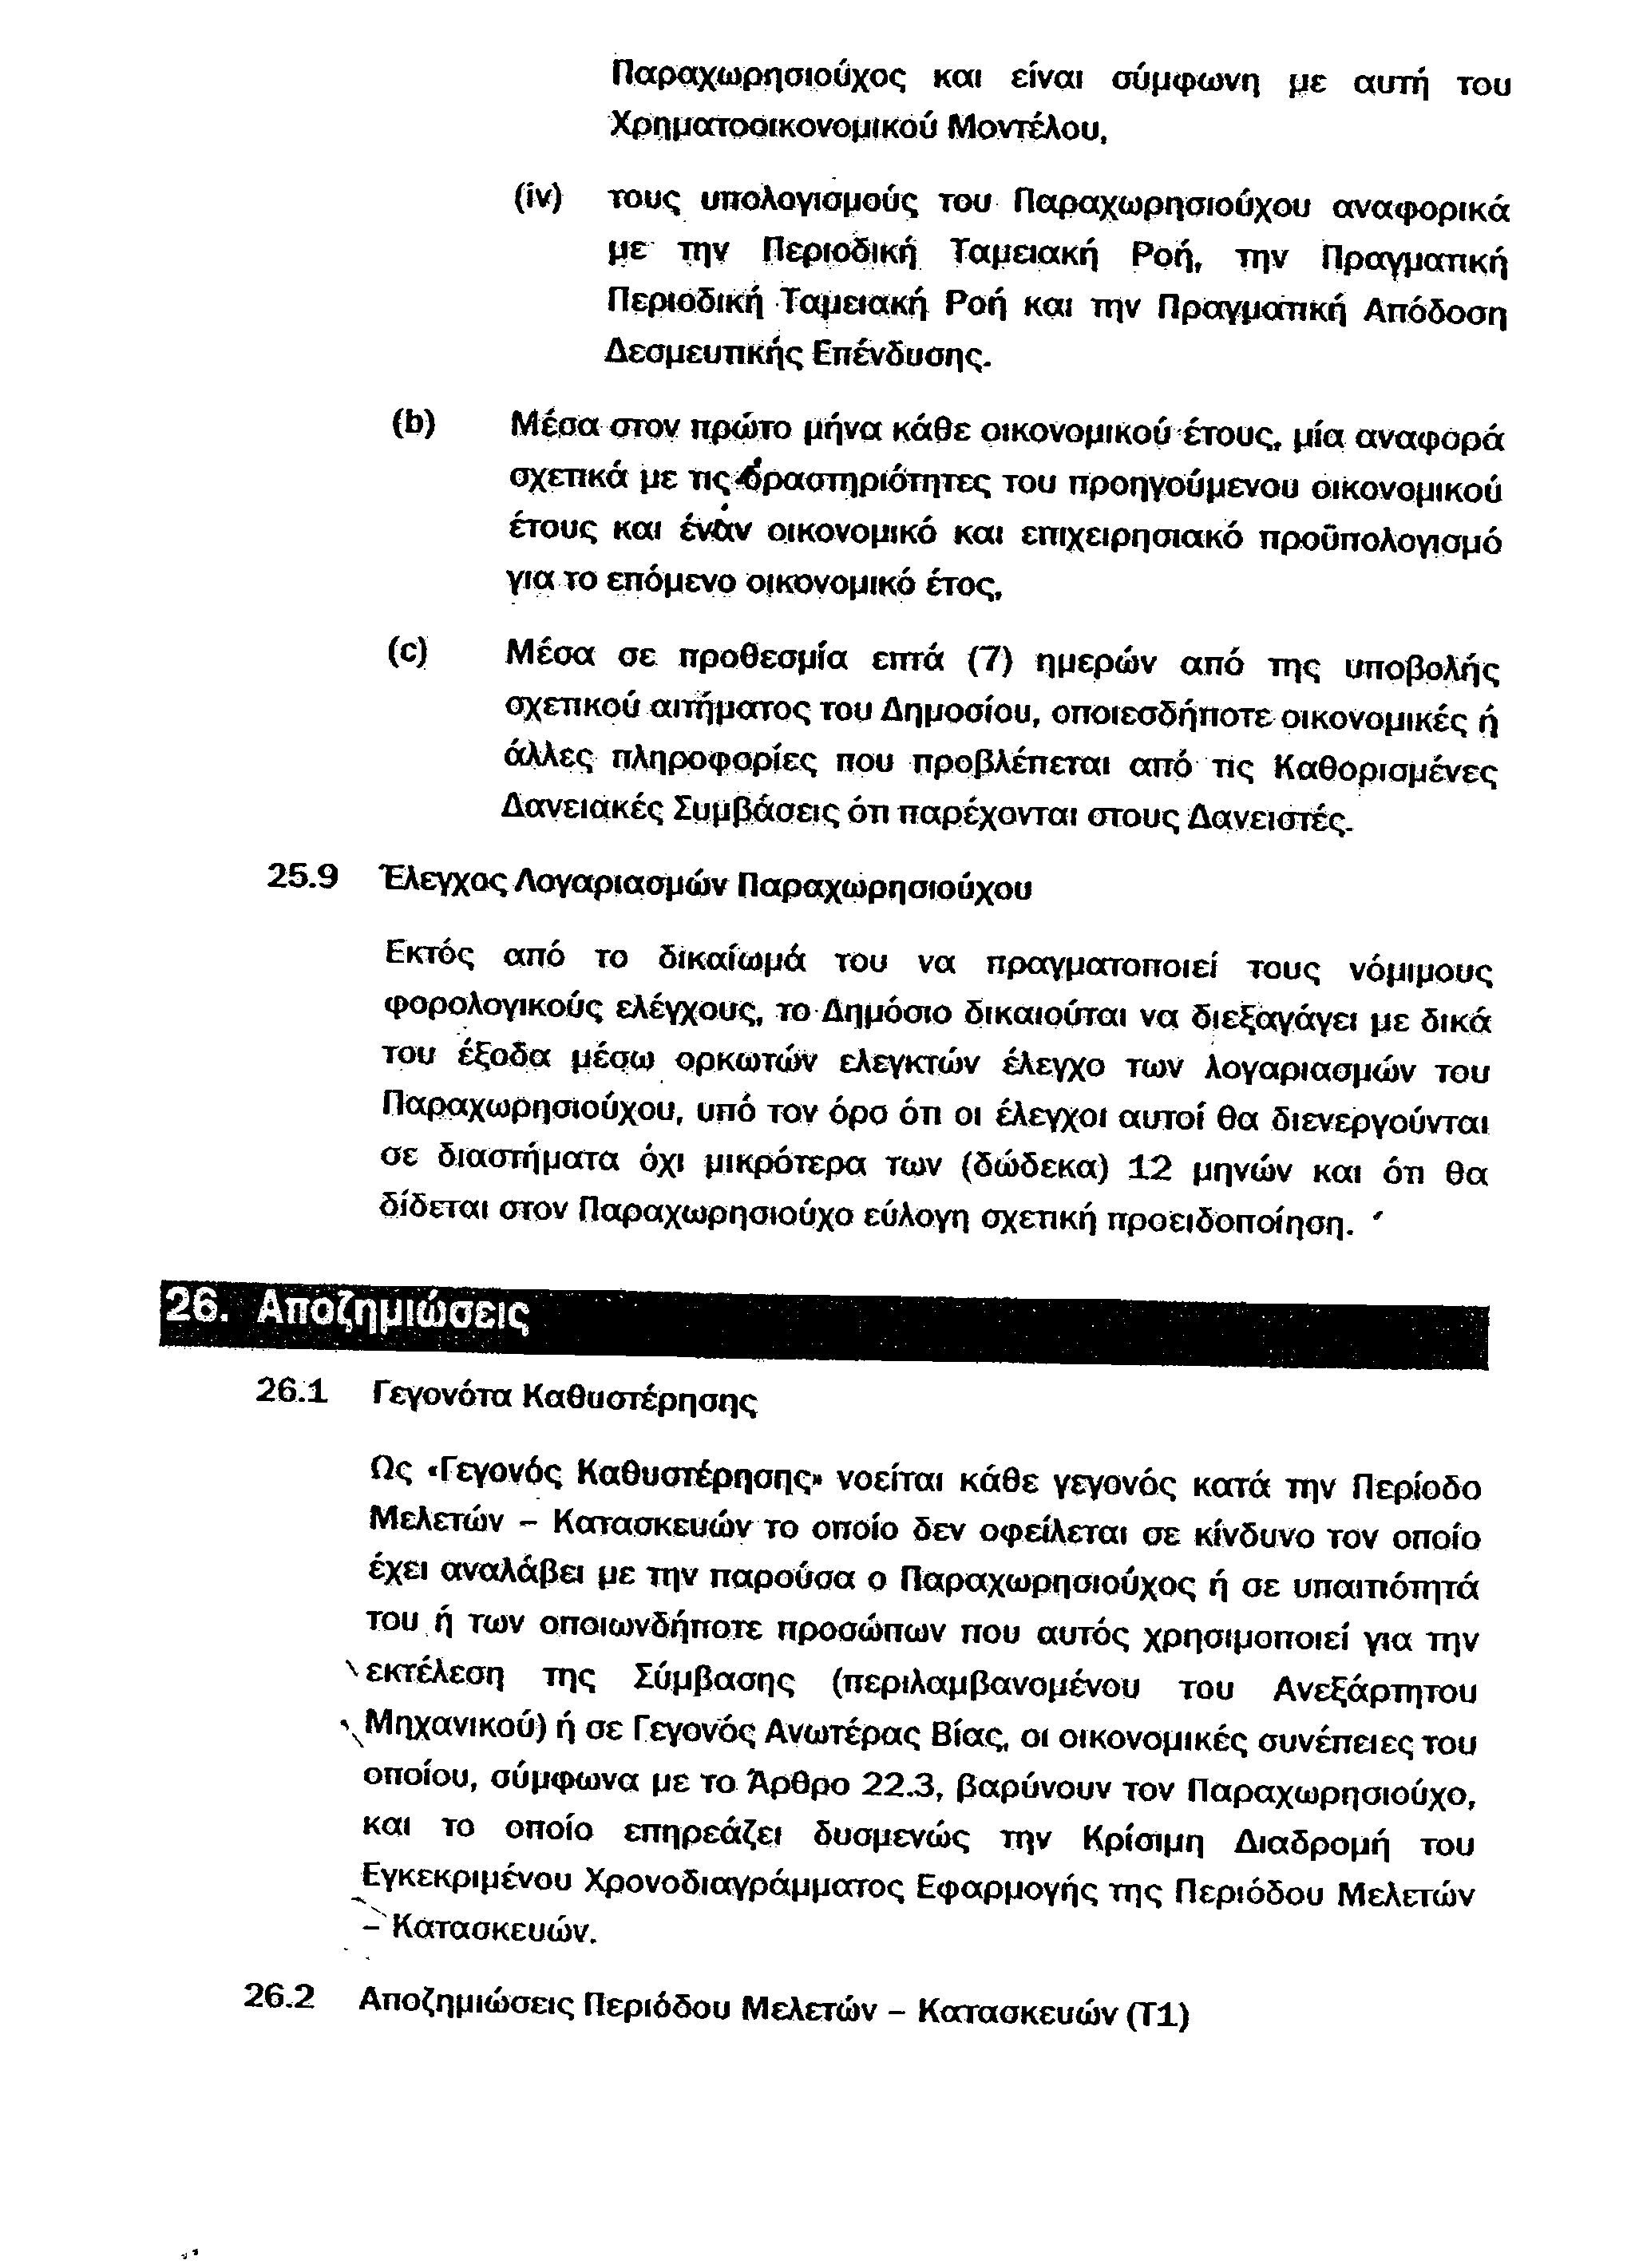 Παραχωρησιούχος και είναι σύμφωνη με αυτή του
Χρηματοοικονομικού Μοντέλου,
(iv) τους υπολογισμούς του Παραχωρησιούχου αναφορικά
με την Περιοδική Ταμειακή Ροή, την Πραγματική
Περιοδική Ταμειακή Ροή και την Πραγματική Απόδοση
Δεσμευτικής Επένδυσης.
(b) Μέσα στον πρώτο μήνα κάθε οικονομικού έτους, μία αναφορά
σχετικά με τις δραστηριότητες του προηγούμενου οικονομικού
έτους και έναν οικονομικό και επιχειρησιακό προϋπολογισμό
για το επόμενο οικονομικό έτος,
(c) Μέσα σε προθεσμία επτά (7) ημερών από της υποβολής
σχετικού αιτήματος του Δημοσίου, οποιεσδήποτε οικονομικές ή
άλλες πληροφορίες που προβλέπεται από τις Καθορισμένες
Δανειακές Συμβάσεις ότι παρέχονται στους Δανειστές.
25.9 Έλεγχος Λογαριασμών Παραχωρησιούχου
Εκτός από το δικαίωμά του να πραγματοποιεί τους νόμιμους
φορολογικούς ελέγχους, το Δημόσιο δικαιούται να διεξαγάγει με δικά
του έξοδα μέσω ορκωτών ελεγκτών έλεγχο των λογαριασμών του
Παραχωρησιούχου, υπό τον όρο ότι οι έλεγχοι αυτοί θα διενεργούνται
σε διαστήματα όχι μικρότερα των (δώδεκα) 12 μηνών και ότι θα
δίδεται στον Παραχωρησιούχο εύλογη σχετική προειδοποίηση.
26. Αποζημιώσεις
26.1 Γεγονότα Καθυστέρησης
Ως «Γεγονός Καθυστέρησης» νοείται κάθε γεγονός κατά την Περίοδο
Μελετών – Κατασκευών το οποίο δεν οφείλεται σε κίνδυνο τον οποίο
έχει αναλάβει με την παρούσα ο Παραχωρησιούχος ή σε υπαιτιότητά
του ή των οποιωνδήποτε προσώπων που αυτός χρησιμοποιεί για την
εκτέλεση της Σύμβασης (περιλαμβανομένου του Ανεξάρτητου
Μηχανικού) ή σε Γεγονός Ανωτέρας Βίας, οι οικονομικές συνέπειες του
οποίου, σύμφωνα με το Άρθρο 22.3, βαρύνουν τον Παραχωρησιούχο,
και το οποίο επηρεάζει δυσμενώς την Κρίσιμη Διαδρομή του
Εγκεκριμένου Χρονοδιαγράμματος Εφαρμογής της Περιόδου Μελετών
– Κατασκευών.
26.2 Αποζημιώσεις Περιόδου Μελετών – Κατασκευών (Τ1)